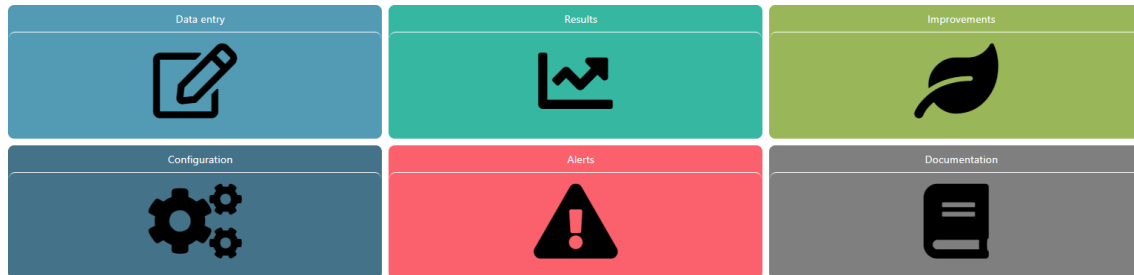 Data entry
Results
Improvements
Configuration
Alerts
Documentation